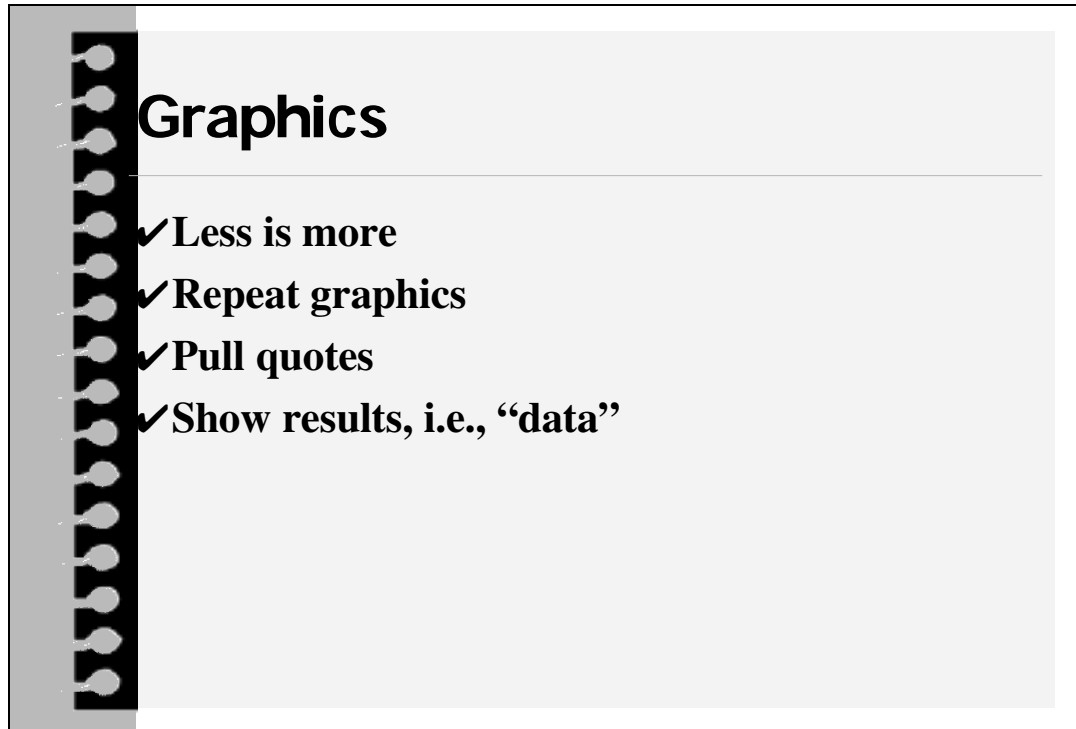 Graphics
✔Less is more
✔Repeat graphics
✔Pull quotes
✔Show results, i.e., “data”